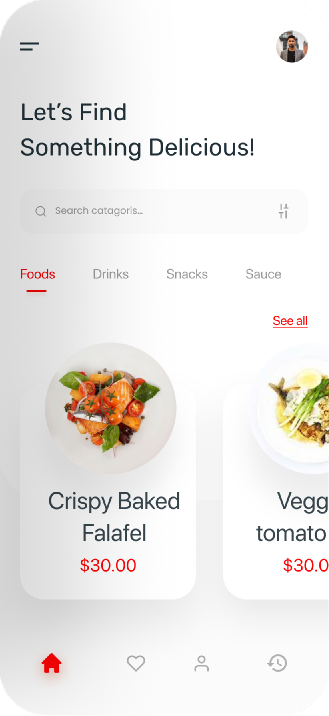 Let's Find
Something Delicious!
Search catagoris...
Foods Drinks Snacks Sauce
See all
Crispy Baked
Falafel
$30.00
Vegg
tomato
$30.0